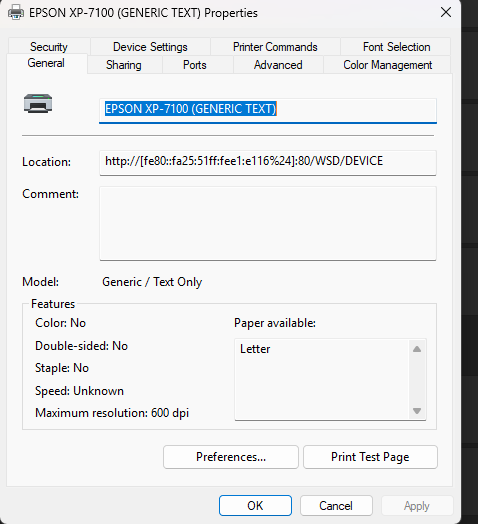 EPSON XP-7100 (GENERIC TEXT) Properties
Security Device Settings Printer Commands Font Selection
General Sharing Ports Advanced Color Management
EPSON XP-7100 (GENERIC TEXT)
Location: http://[fe80::fa25:51ff:fee1:e116%24]:80/WSD/DEVICE
Comment:
Model: Generic / Text Only
Features
Color: No
Paper available:
Double-sided: No
Letter
Staple: No
Speed: Unknown
Maximum resolution: 600 dpi
Preferences... Print Test Page
OK Cancel Apply